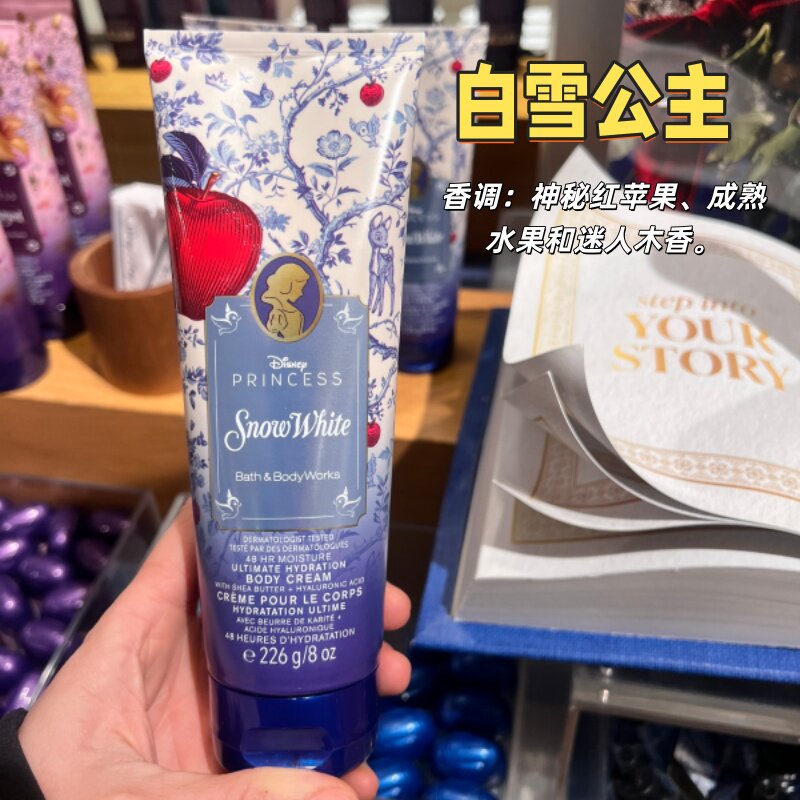 白雪公主
香调：神秘红苹果、成熟
水果和迷人木香。
step into
YOUR
STORY
Disney
PRINCESS
Snow White
Bath & Body Works
DERMATOLOGIST TESTED
TESTÉ PAR DES DERMATOLOGUES
48 HR MOISTURE
ULTIMATE HYDRATION
BODY CREAM
WITH SHEA BUTTER + HYALURONIC ACID
CRÈME POUR LE CORPS
HYDRATATION ULTIME
AVEC BEURRE DE KARITÉ +
ACIDE HYALURONIQUE
48 HEURES D'HYDRATATION
e 226 g/8 oz